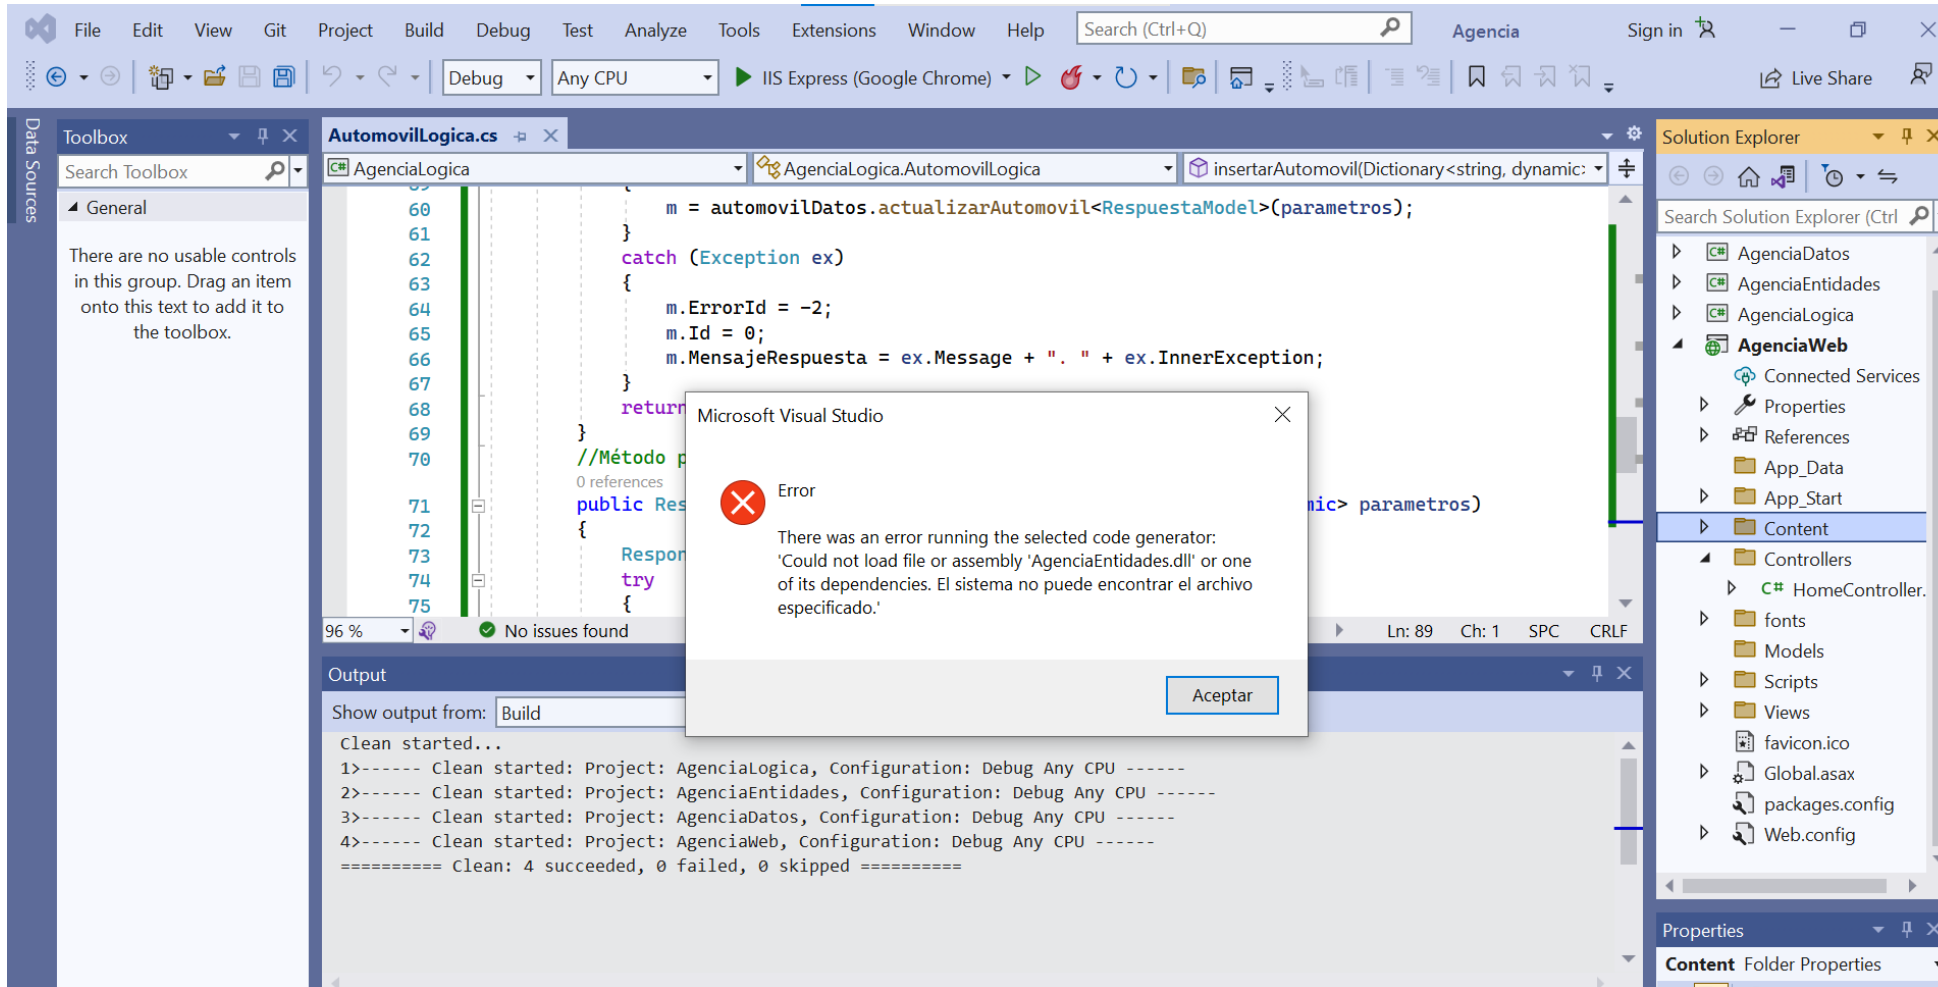 File Edit View Git Project Build Debug Test Analyze Tools Extensions Window Help Search (Ctrl+Q) Agencia Sign in
Debug Any CPU IIS Express (Google Chrome) Live Share
Data Sources
Toolbox
Search Toolbox
General
There are no usable controls
in this group. Drag an item
onto this text to add it to
the toolbox.
AutomovilLogica.cs
C# AgenciaLogica AgenciaLogica.AutomovilLogica insertarAutomovil(Dictionary<string, dynamic>
59 {
60 m = automovilDatos.actualizarAutomovil<RespuestaModel>(parametros);
61 }
62 catch (Exception ex)
63 {
64 m.ErrorId = -2;
65 m.Id = 0;
66 m.MensajeRespuesta = ex.Message + ". " + ex.InnerException;
67 }
68 return
69 }
70 //Método p
0 references
71 public Res mic> parametros)
72 {
73 Respon
74 try
75 {
96 % No issues found Ln: 89 Ch: 1 SPC CRLF
Microsoft Visual Studio
Error
There was an error running the selected code generator:
'Could not load file or assembly 'AgenciaEntidades.dll' or one
of its dependencies. El sistema no puede encontrar el archivo
especificado.'
Aceptar
Output
Show output from: Build
Clean started...
1>------ Clean started: Project: AgenciaLogica, Configuration: Debug Any CPU ------
2>------ Clean started: Project: AgenciaEntidades, Configuration: Debug Any CPU ------
3>------ Clean started: Project: AgenciaDatos, Configuration: Debug Any CPU ------
4>------ Clean started: Project: AgenciaWeb, Configuration: Debug Any CPU ------
========== Clean: 4 succeeded, 0 failed, 0 skipped ==========
Solution Explorer
Search Solution Explorer (Ctrl
C# AgenciaDatos
C# AgenciaEntidades
C# AgenciaLogica
AgenciaWeb
Connected Services
Properties
References
App_Data
App_Start
Content
Controllers
C# HomeController.
fonts
Models
Scripts
Views
favicon.ico
Global.asax
packages.config
Web.config
Properties
Content Folder Properties